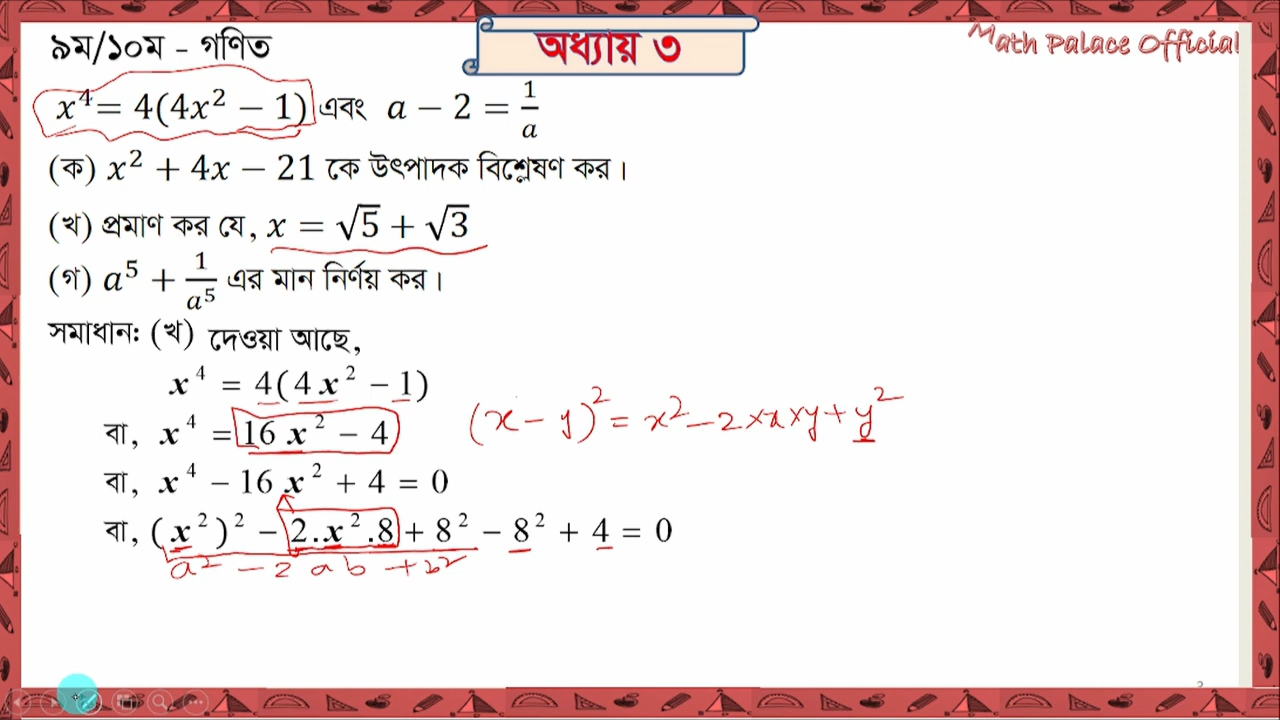 ৯ম/১০ম - গণিত
অধ্যায় ৩
Math Palace Official
x⁴ = 4(4x² − 1) এবং a − 2 = 1/a
(ক) x² + 4x − 21 কে উৎপাদক বিশ্লেষণ কর।
(খ) প্রমাণ কর যে, x = √5 + √3
(গ) a⁵ + 1/a⁵ এর মান নির্ণয় কর।
সমাধানঃ (খ) দেওয়া আছে,
x⁴ = 4(4x² − 1)
বা, x⁴ = 16x² − 4
(x − y)² = x² − 2×x×y + y²
বা, x⁴ − 16x² + 4 = 0
বা, (x²)² − 2.x².8 + 8² − 8² + 4 = 0
a² − 2ab + b²
3